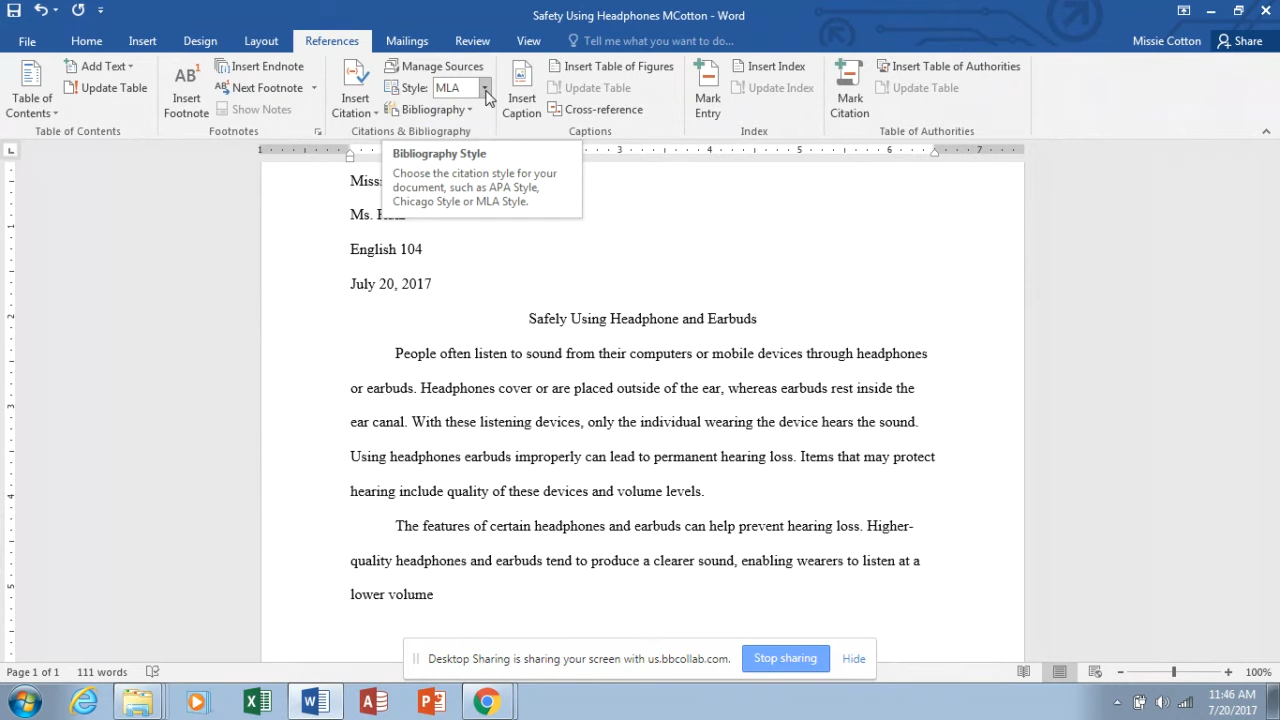 Safety Using Headphones MCotton - Word
File Home Insert Design Layout References Mailings Review View Tell me what you want to do... Missie Cotton Share
Table of Contents
Add Text
Update Table
Table of Contents
AB1
Insert Footnote
Insert Endnote
Next Footnote
Show Notes
Footnotes
Insert Citation
Manage Sources
Style: MLA
Bibliography
Citations & Bibliography
Insert Caption
Insert Table of Figures
Update Table
Cross-reference
Captions
Mark Entry
Insert Index
Update Index
Index
Mark Citation
Insert Table of Authorities
Update Table
Table of Authorities
Bibliography Style
Choose the citation style for your
document, such as APA Style,
Chicago Style or MLA Style.
1 3 4 5 7
Ms.
English 104
July 20, 2017
Safely Using Headphone and Earbuds
People often listen to sound from their computers or mobile devices through headphones
or earbuds. Headphones cover or are placed outside of the ear, whereas earbuds rest inside the
ear canal. With these listening devices, only the individual wearing the device hears the sound.
Using headphones earbuds improperly can lead to permanent hearing loss. Items that may protect
hearing include quality of these devices and volume levels.
The features of certain headphones and earbuds can help prevent hearing loss. Higher-
quality headphones and earbuds tend to produce a clearer sound, enabling wearers to listen at a
lower volume
Desktop Sharing is sharing your screen with us.bbcollab.com. Stop sharing Hide
Page 1 of 1 111 words 100%
11:46 AM
7/20/2017